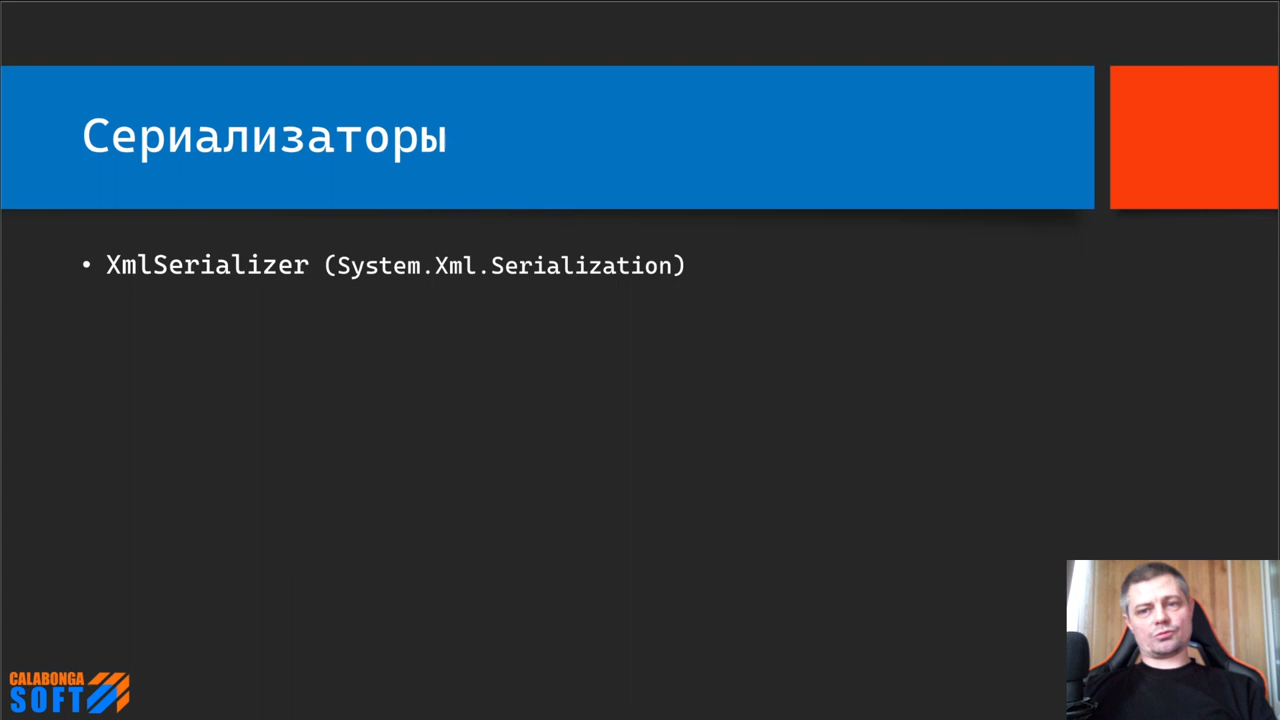 Сериализаторы
• XmlSerializer (System.Xml.Serialization)
CALABONGA
SOFT